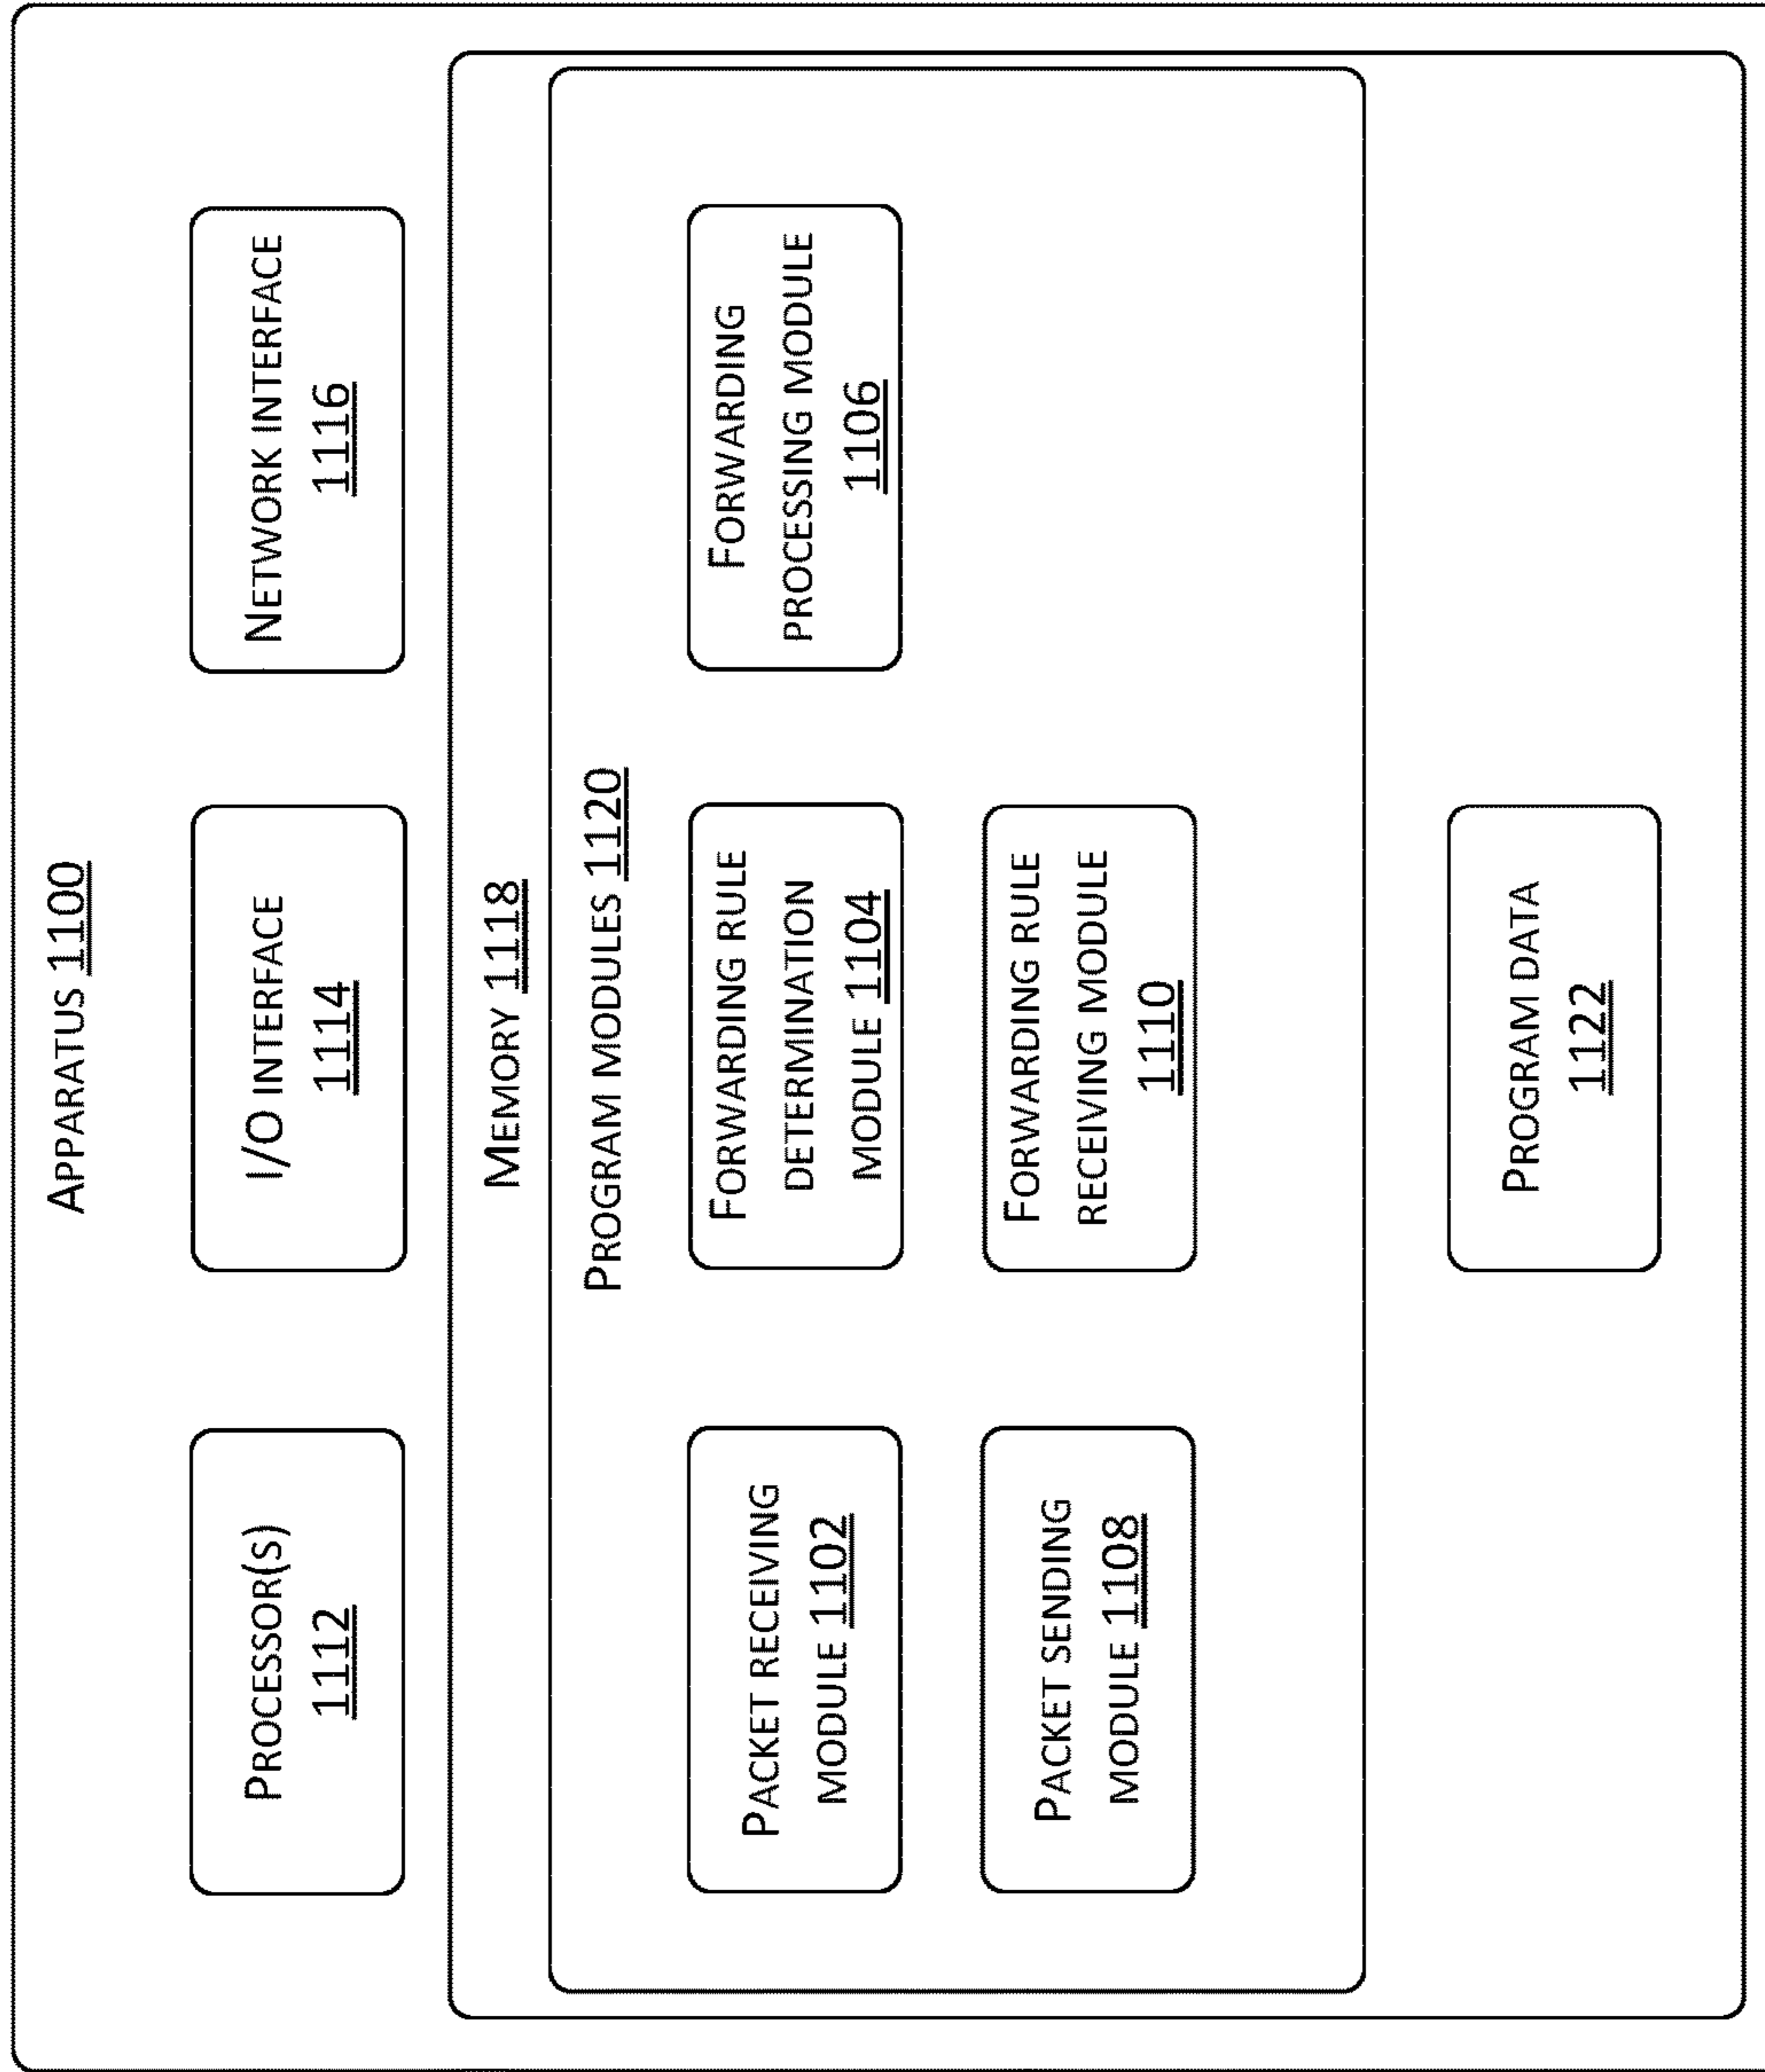 APPARATUS 1100
PROCESSOR(S)
1112
I/O INTERFACE
1114
NETWORK INTERFACE
1116
MEMORY 1118
PROGRAM MODULES 1120
PACKET RECEIVING
MODULE 1102
FORWARDING RULE
DETERMINATION
MODULE 1104
FORWARDING
PROCESSING MODULE
1106
PACKET SENDING
MODULE 1108
FORWARDING RULE
RECEIVING MODULE
1110
PROGRAM DATA
1122